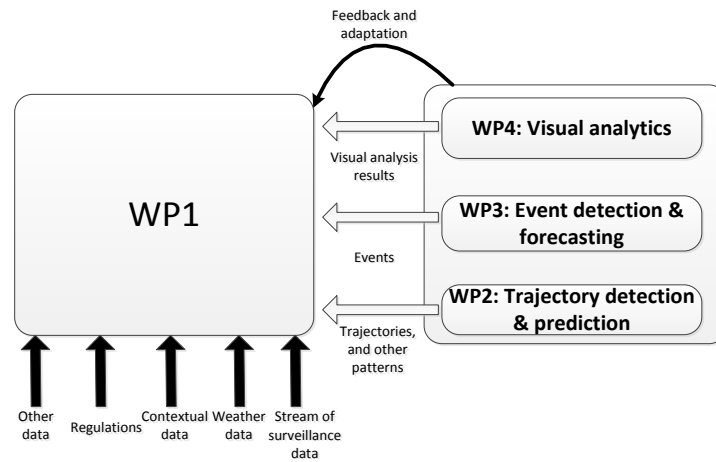 Feedback and
adaptation
WP1
WP4: Visual analytics
Visual analysis
results
WP3: Event detection &
forecasting
Events
WP2: Trajectory detection
& prediction
Trajectories,
and other
patterns
Other
data
Regulations
Contextual
data
Weather
data
Stream of
surveillance
data